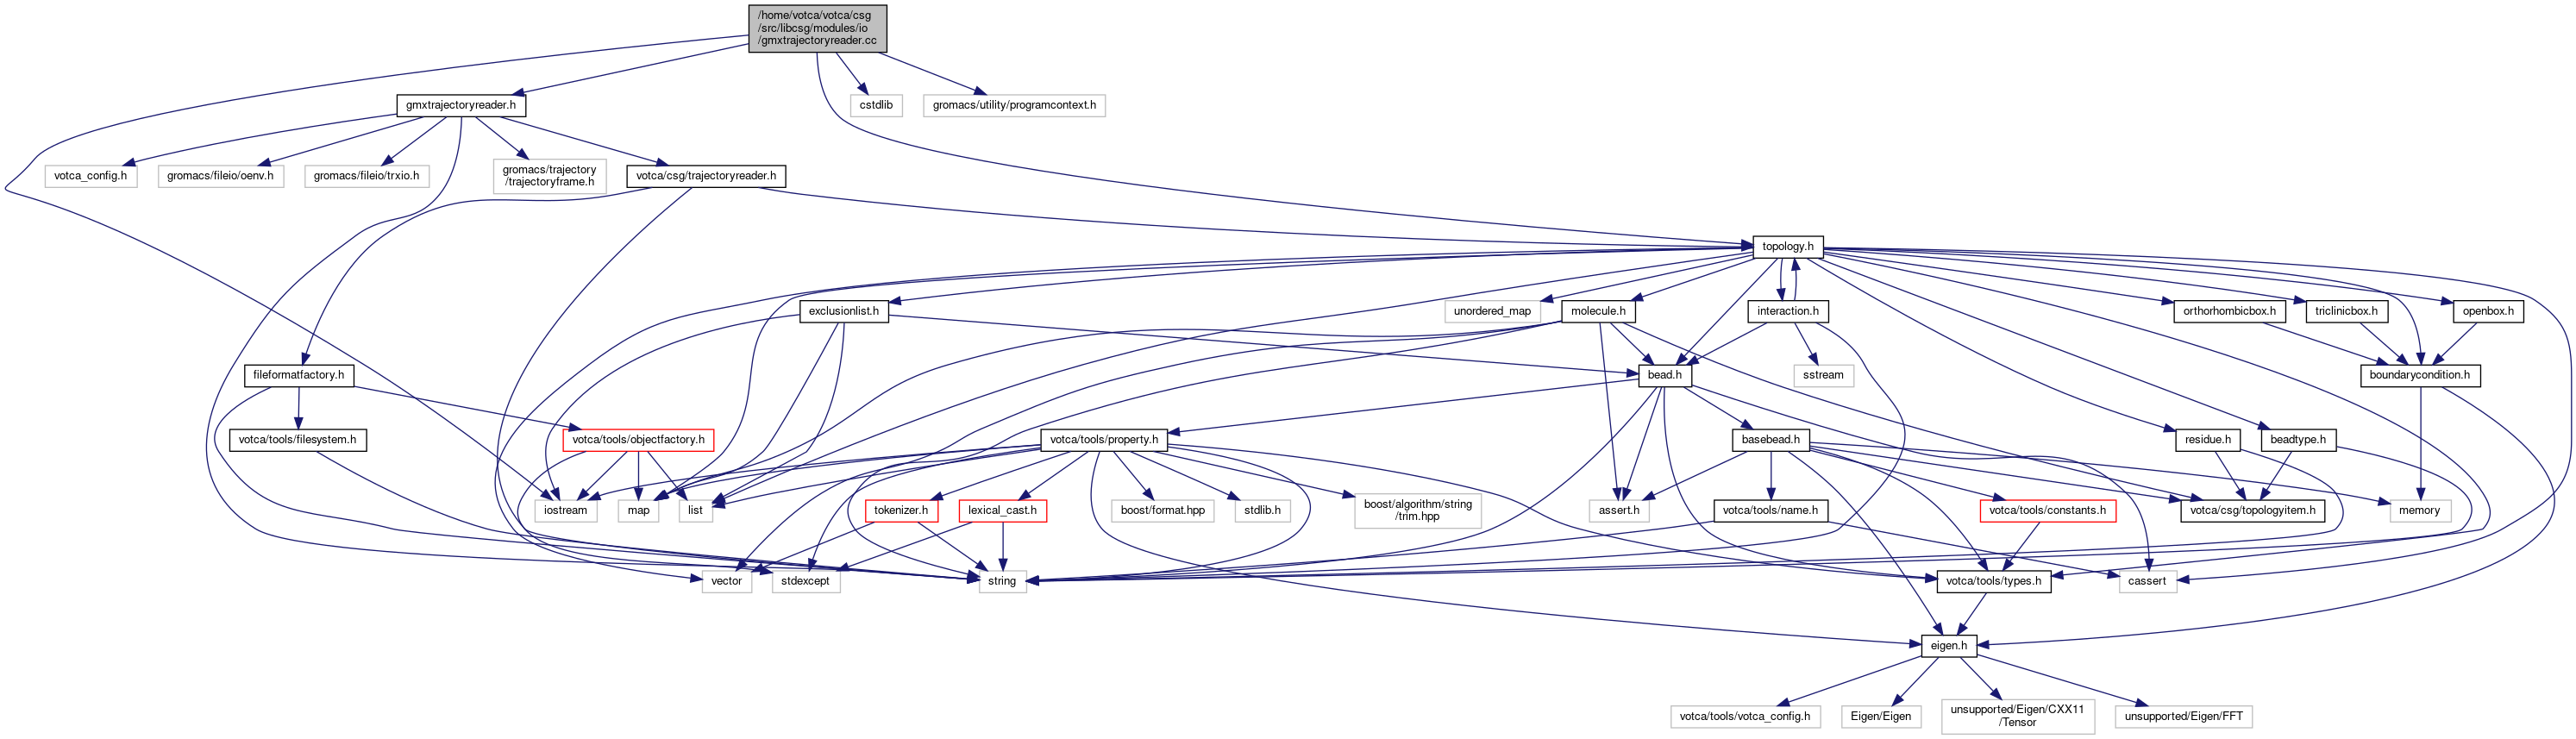 /home/votca/votca/csg
/src/libcsg/modules/io
/gmxtrajectoryreader.cc
gmxtrajectoryreader.h
cstdlib
gromacs/utility/programcontext.h
votca_config.h
gromacs/fileio/oenv.h
gromacs/fileio/trxio.h
gromacs/trajectory
/trajectoryframe.h
votca/csg/trajectoryreader.h
topology.h
exclusionlist.h
unordered_map
molecule.h
interaction.h
orthorhombicbox.h
triclinicbox.h
openbox.h
fileformatfactory.h
bead.h
sstream
boundarycondition.h
votca/tools/filesystem.h
votca/tools/objectfactory.h
votca/tools/property.h
basebead.h
residue.h
beadtype.h
iostream
map
list
tokenizer.h
lexical_cast.h
boost/format.hpp
stdlib.h
boost/algorithm/string
/trim.hpp
assert.h
votca/tools/name.h
votca/tools/constants.h
votca/csg/topologyitem.h
memory
vector
stdexcept
string
votca/tools/types.h
cassert
eigen.h
votca/tools/votca_config.h
Eigen/Eigen
unsupported/Eigen/CXX11
/Tensor
unsupported/Eigen/FFT